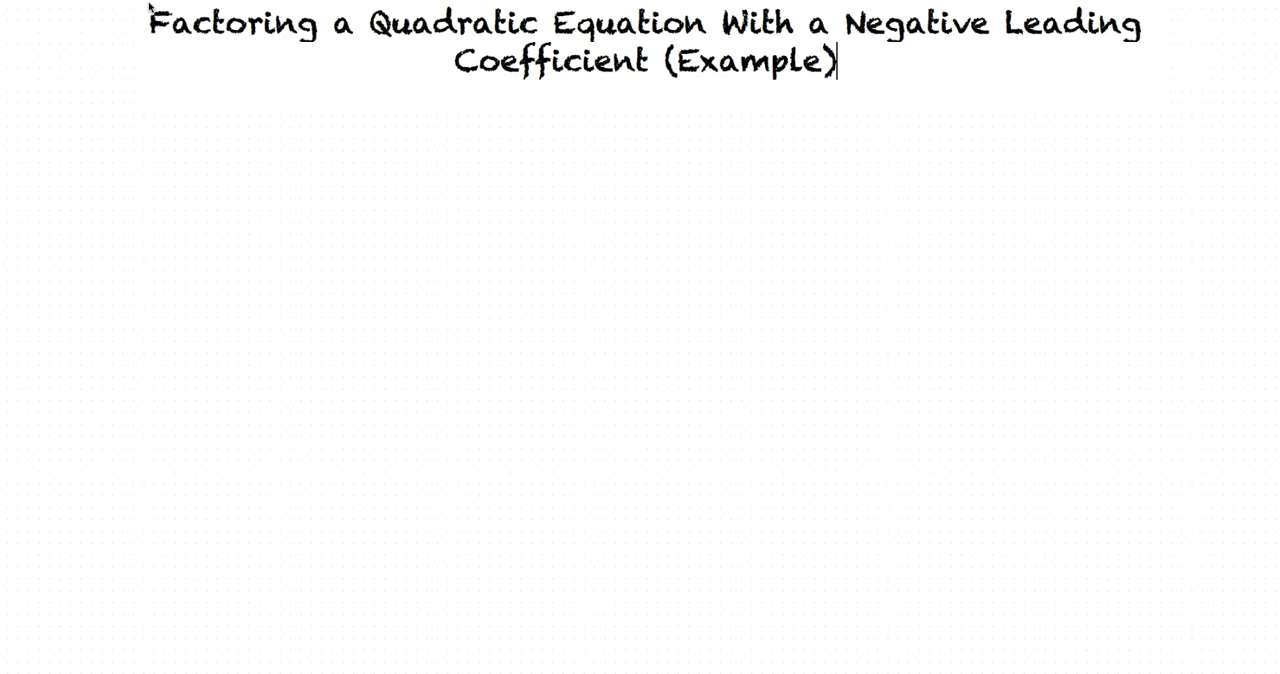 Factoring a Quadratic Equation With a Negative Leading
Coefficient (Example)